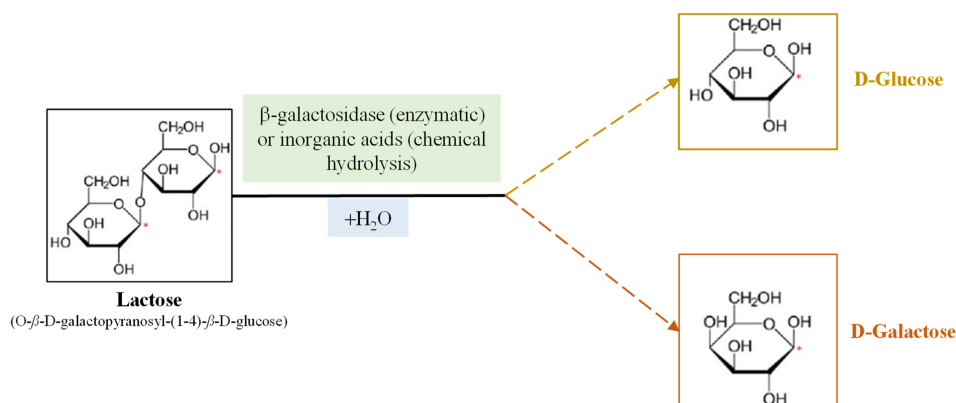 CH₂OH
O
OH
OH
HO
*
OH
D-Glucose
β-galactosidase (enzymatic)
or inorganic acids (chemical
hydrolysis)
+H₂O
CH₂OH
O
OH
OH
*
OH
CH₂OH
O
OH
HO
O
*
OH
Lactose
(O-β-D-galactopyranosyl-(1-4)-β-D-glucose)
CH₂OH
OH
O
OH
OH
*
OH
D-Galactose